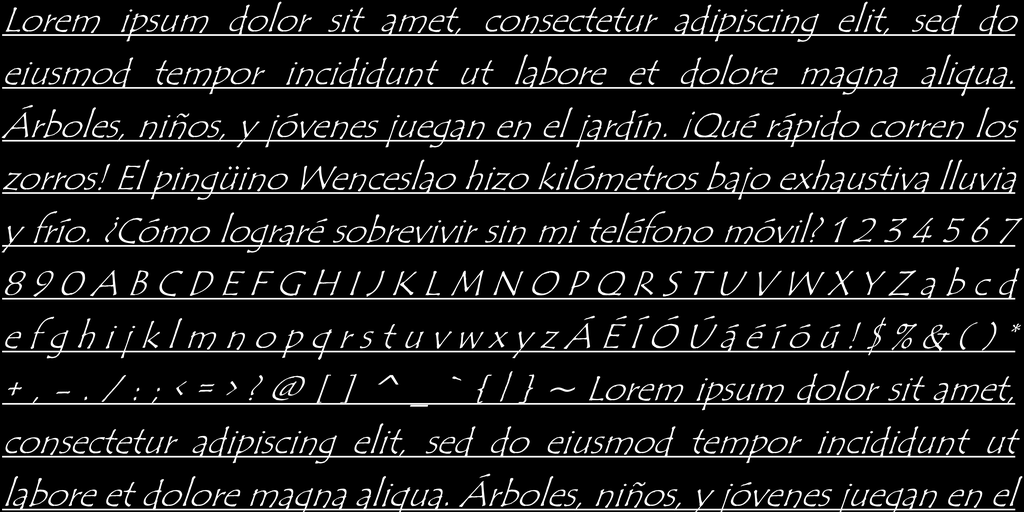 Lorem ipsum dolor sit amet, consectetur adipiscing elit, sed do
eiusmod tempor incididunt ut labore et dolore magna aliqua.
Árboles, niños, y jóvenes juegan en el jardín. ¡Qué rápido corren los
zorros! El pingüino Wenceslao hizo kilómetros bajo exhaustiva lluvia
y frío. ¿Cómo lograré sobrevivir sin mi teléfono móvil? 1 2 3 4 5 6 7
8 9 0 A B C D E F G H I J K L M N O P Q R S T U V W X Y Z a b c d
e f g h i j k l m n o p q r s t u v w x y z Á É Í Ó Ú á é í ó ú ! $ % & ( ) *
+ , - . / : ; < = > ? @ [ ] ^ _ ` { | } ~ Lorem ipsum dolor sit amet,
consectetur adipiscing elit, sed do eiusmod tempor incididunt ut
labore et dolore magna aliqua. Árboles, niños, y jóvenes juegan en el